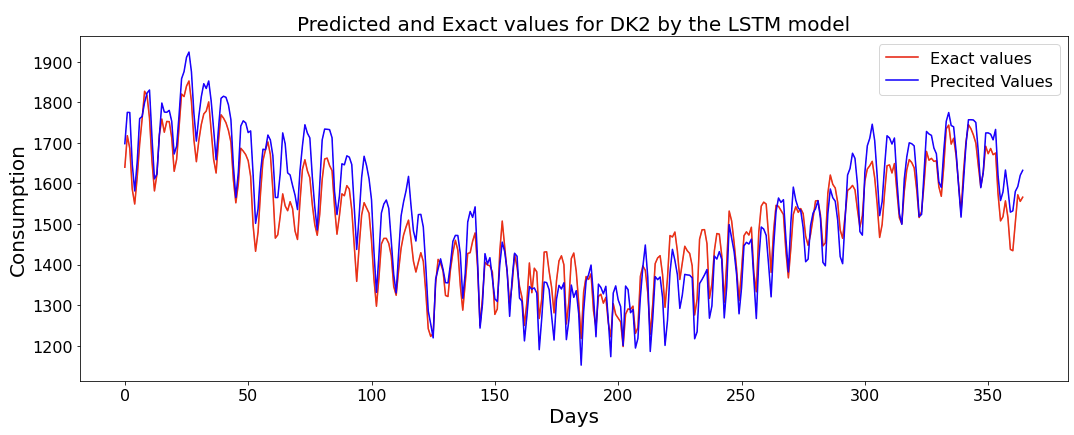 Predicted and Exact values for DK2 by the LSTM model
Exact values
Precited Values
Consumption
1900
1800
1700
1600
1500
1400
1300
1200
0 50 100 150 200 250 300 350
Days